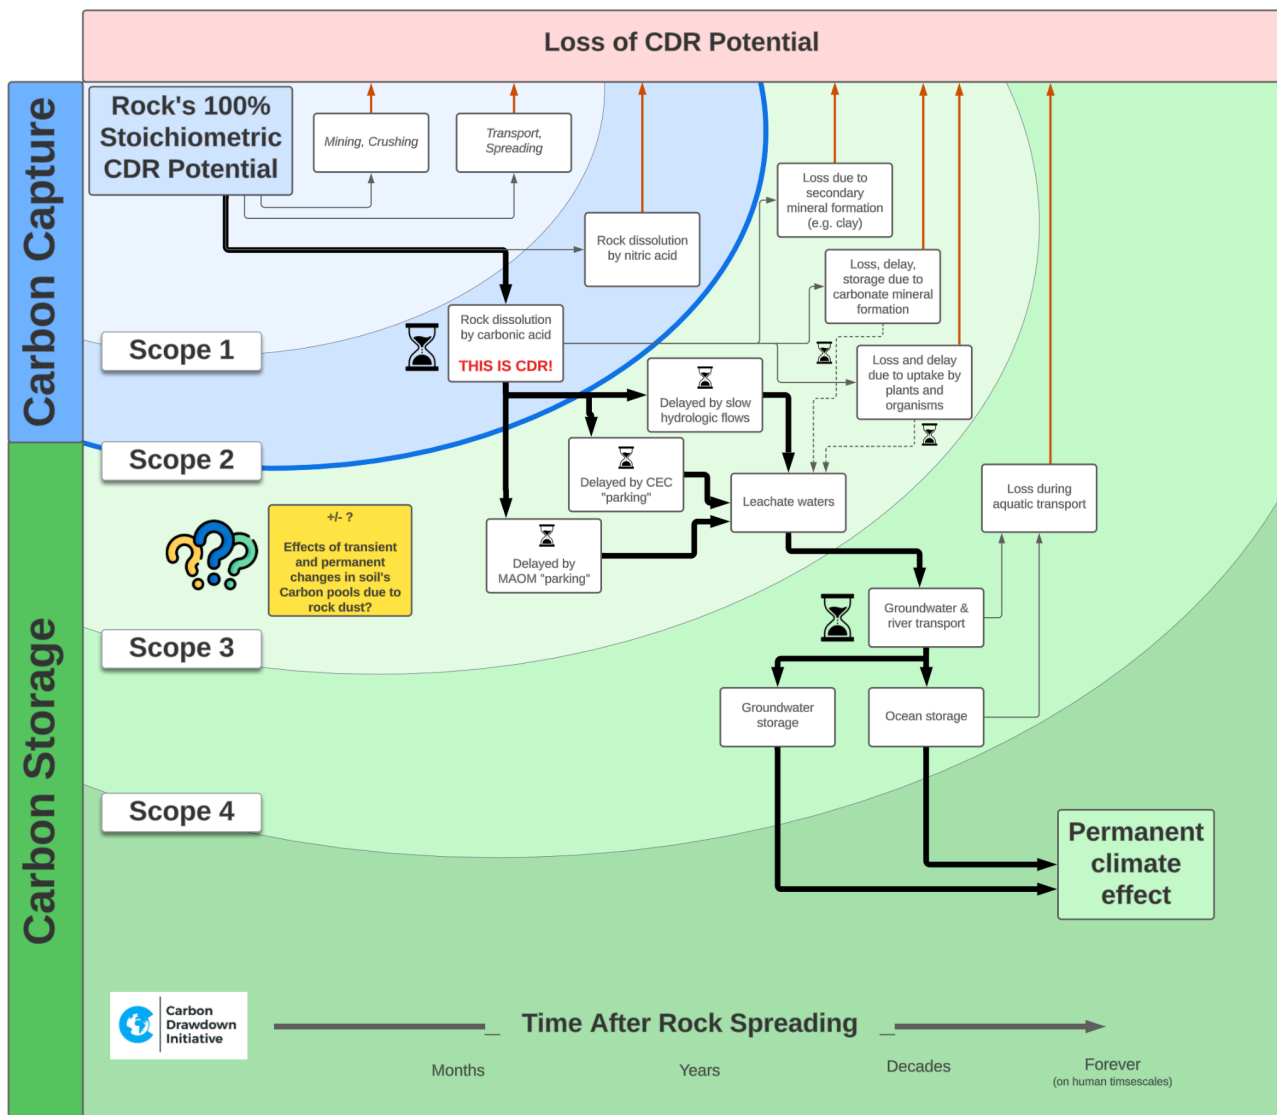 Loss of CDR Potential
Carbon Capture
Rock's 100%
Stoichiometric
CDR Potential
Mining, Crushing
Transport,
Spreading
Loss due to
secondary
mineral formation
(e.g. clay)
Rock dissolution
by nitric acid
Loss, delay,
storage due to
carbonate mineral
formation
Rock dissolution
by carbonic acid
THIS IS CDR!
Scope 1
Loss and delay
due to uptake by
plants and
organisms
Delayed by slow
hydrologic flows
Scope 2
Carbon Storage
Delayed by CEC
"parking"
Leachate waters
Loss during
aquatic transport
+/- ?
Effects of transient
and permanent
changes in soil's
Carbon pools due to
rock dust?
Delayed by
MAOM "parking"
Groundwater &
river transport
Scope 3
Groundwater
storage
Ocean storage
Scope 4
Permanent
climate
effect
Carbon
Drawdown
Initiative
Time After Rock Spreading
Months
Years
Decades
Forever
(on human timsescales)